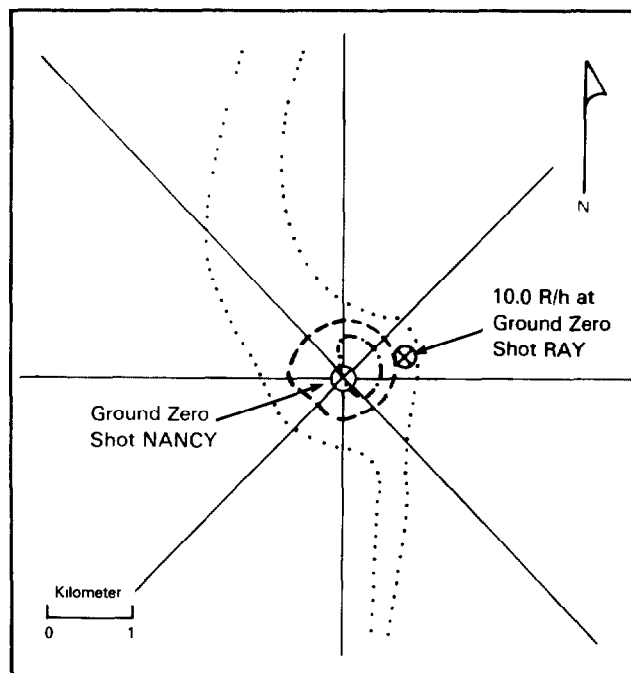 N
10.0 R/h at
Ground Zero
Shot RAY
Ground Zero
Shot NANCY
Kilometer
0 1